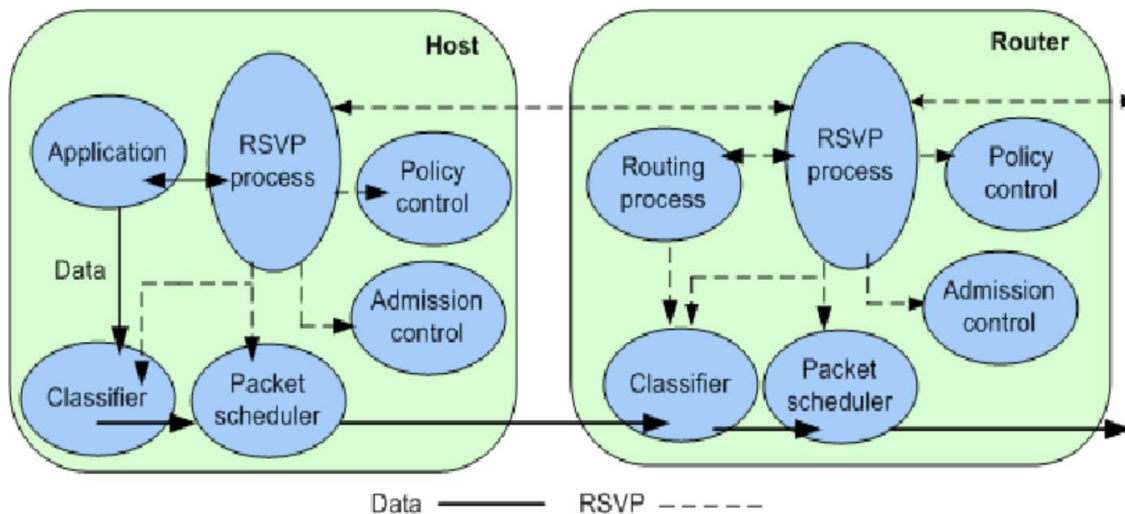 Host
Application
RSVP
process
Policy
control
Data
Admission
control
Classifier
Packet
scheduler
Router
Routing
process
RSVP
process
Policy
control
Admission
control
Classifier
Packet
scheduler
Data
RSVP